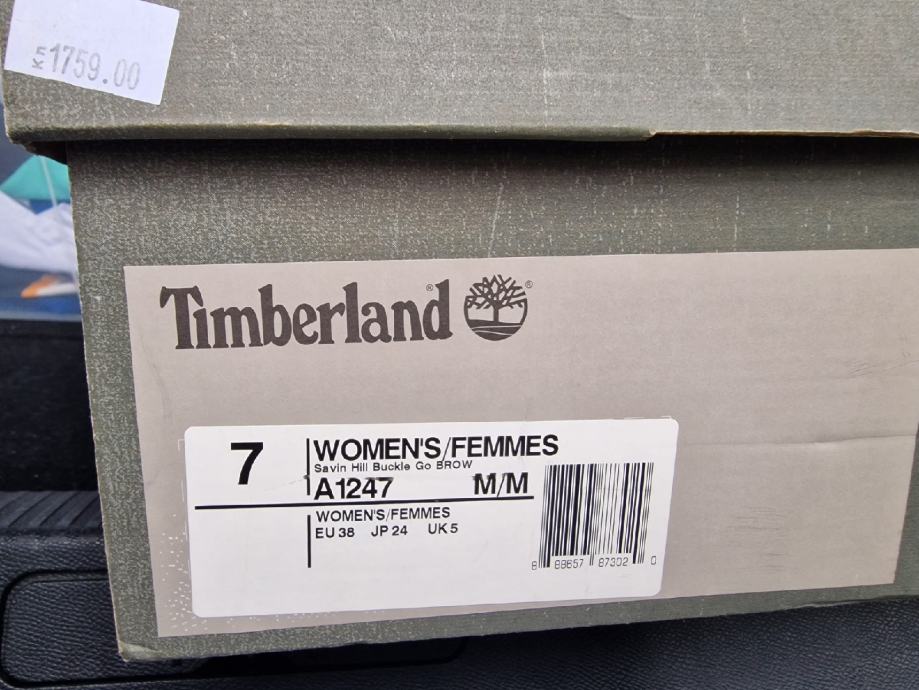 Kn 1759.00
Timberland®
®
7
WOMEN'S/FEMMES
Savin Hill Buckle Go BROW
A1247 M/M
WOMEN'S/FEMMES
EU 38 JP 24 UK 5
8 88657 87302 0